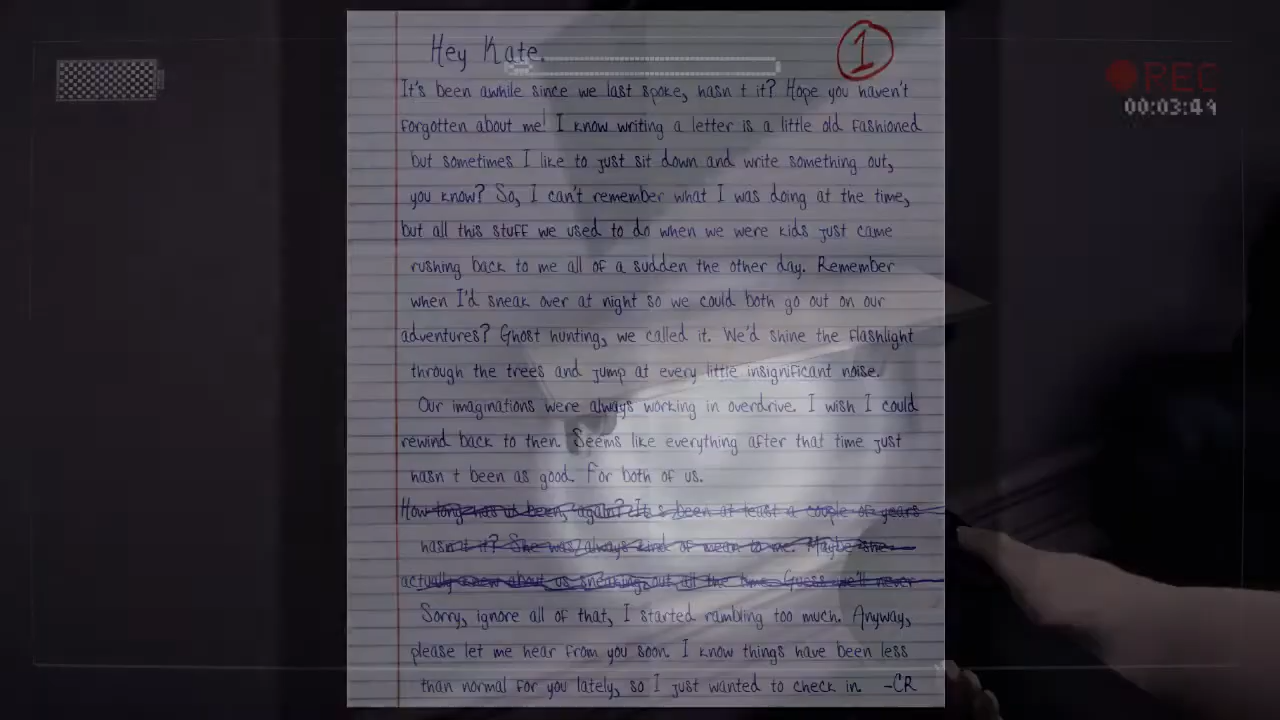 Hey Kate.
1
REC
00:03:44
It's been awhile since we last spoke, hasn t it? Hope you haven't
forgotten about me! I know writing a letter is a little old fashioned
but sometimes I like to just sit down and write something out,
you know? So, I can't remember what I was doing at the time,
but all this stuff we used to do when we were kids just came
rushing back to me all of a sudden the other day. Remember
when I'd sneak over at night so we could both go out on our
adventures? Ghost hunting, we called it. We'd shine the flashlight
through the trees and jump at every little insignificant noise.
Our imaginations were always working in overdrive. I wish I could
rewind back to then. Seems like everything after that time just
hasn t been as good. For both of us.
How long has it been, again? It s been at least a couple of years
hasn't it? She was always kind of mean to me. Maybe she
actually knew about us sneaking out all the time. Guess we'll never
Sorry, ignore all of that, I started rambling too much. Anyway,
please let me hear from you soon. I know things have been less
than normal for you lately, so I just wanted to check in. -CR